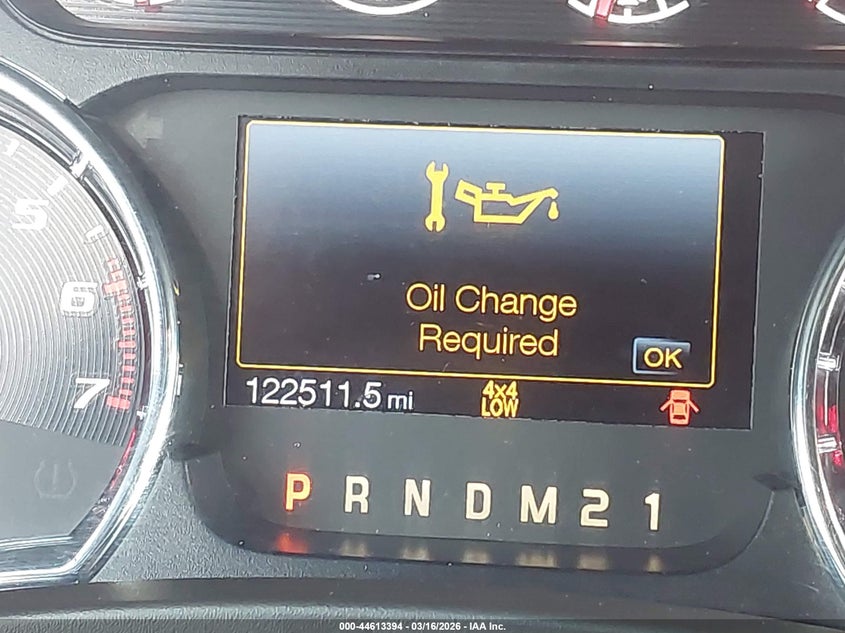 5
6
7
Oil Change
Required
OK
122511.5 mi
4x4
LOW
P R N D M 2 1
000-44613394 - 03/16/2026 - IAA Inc.